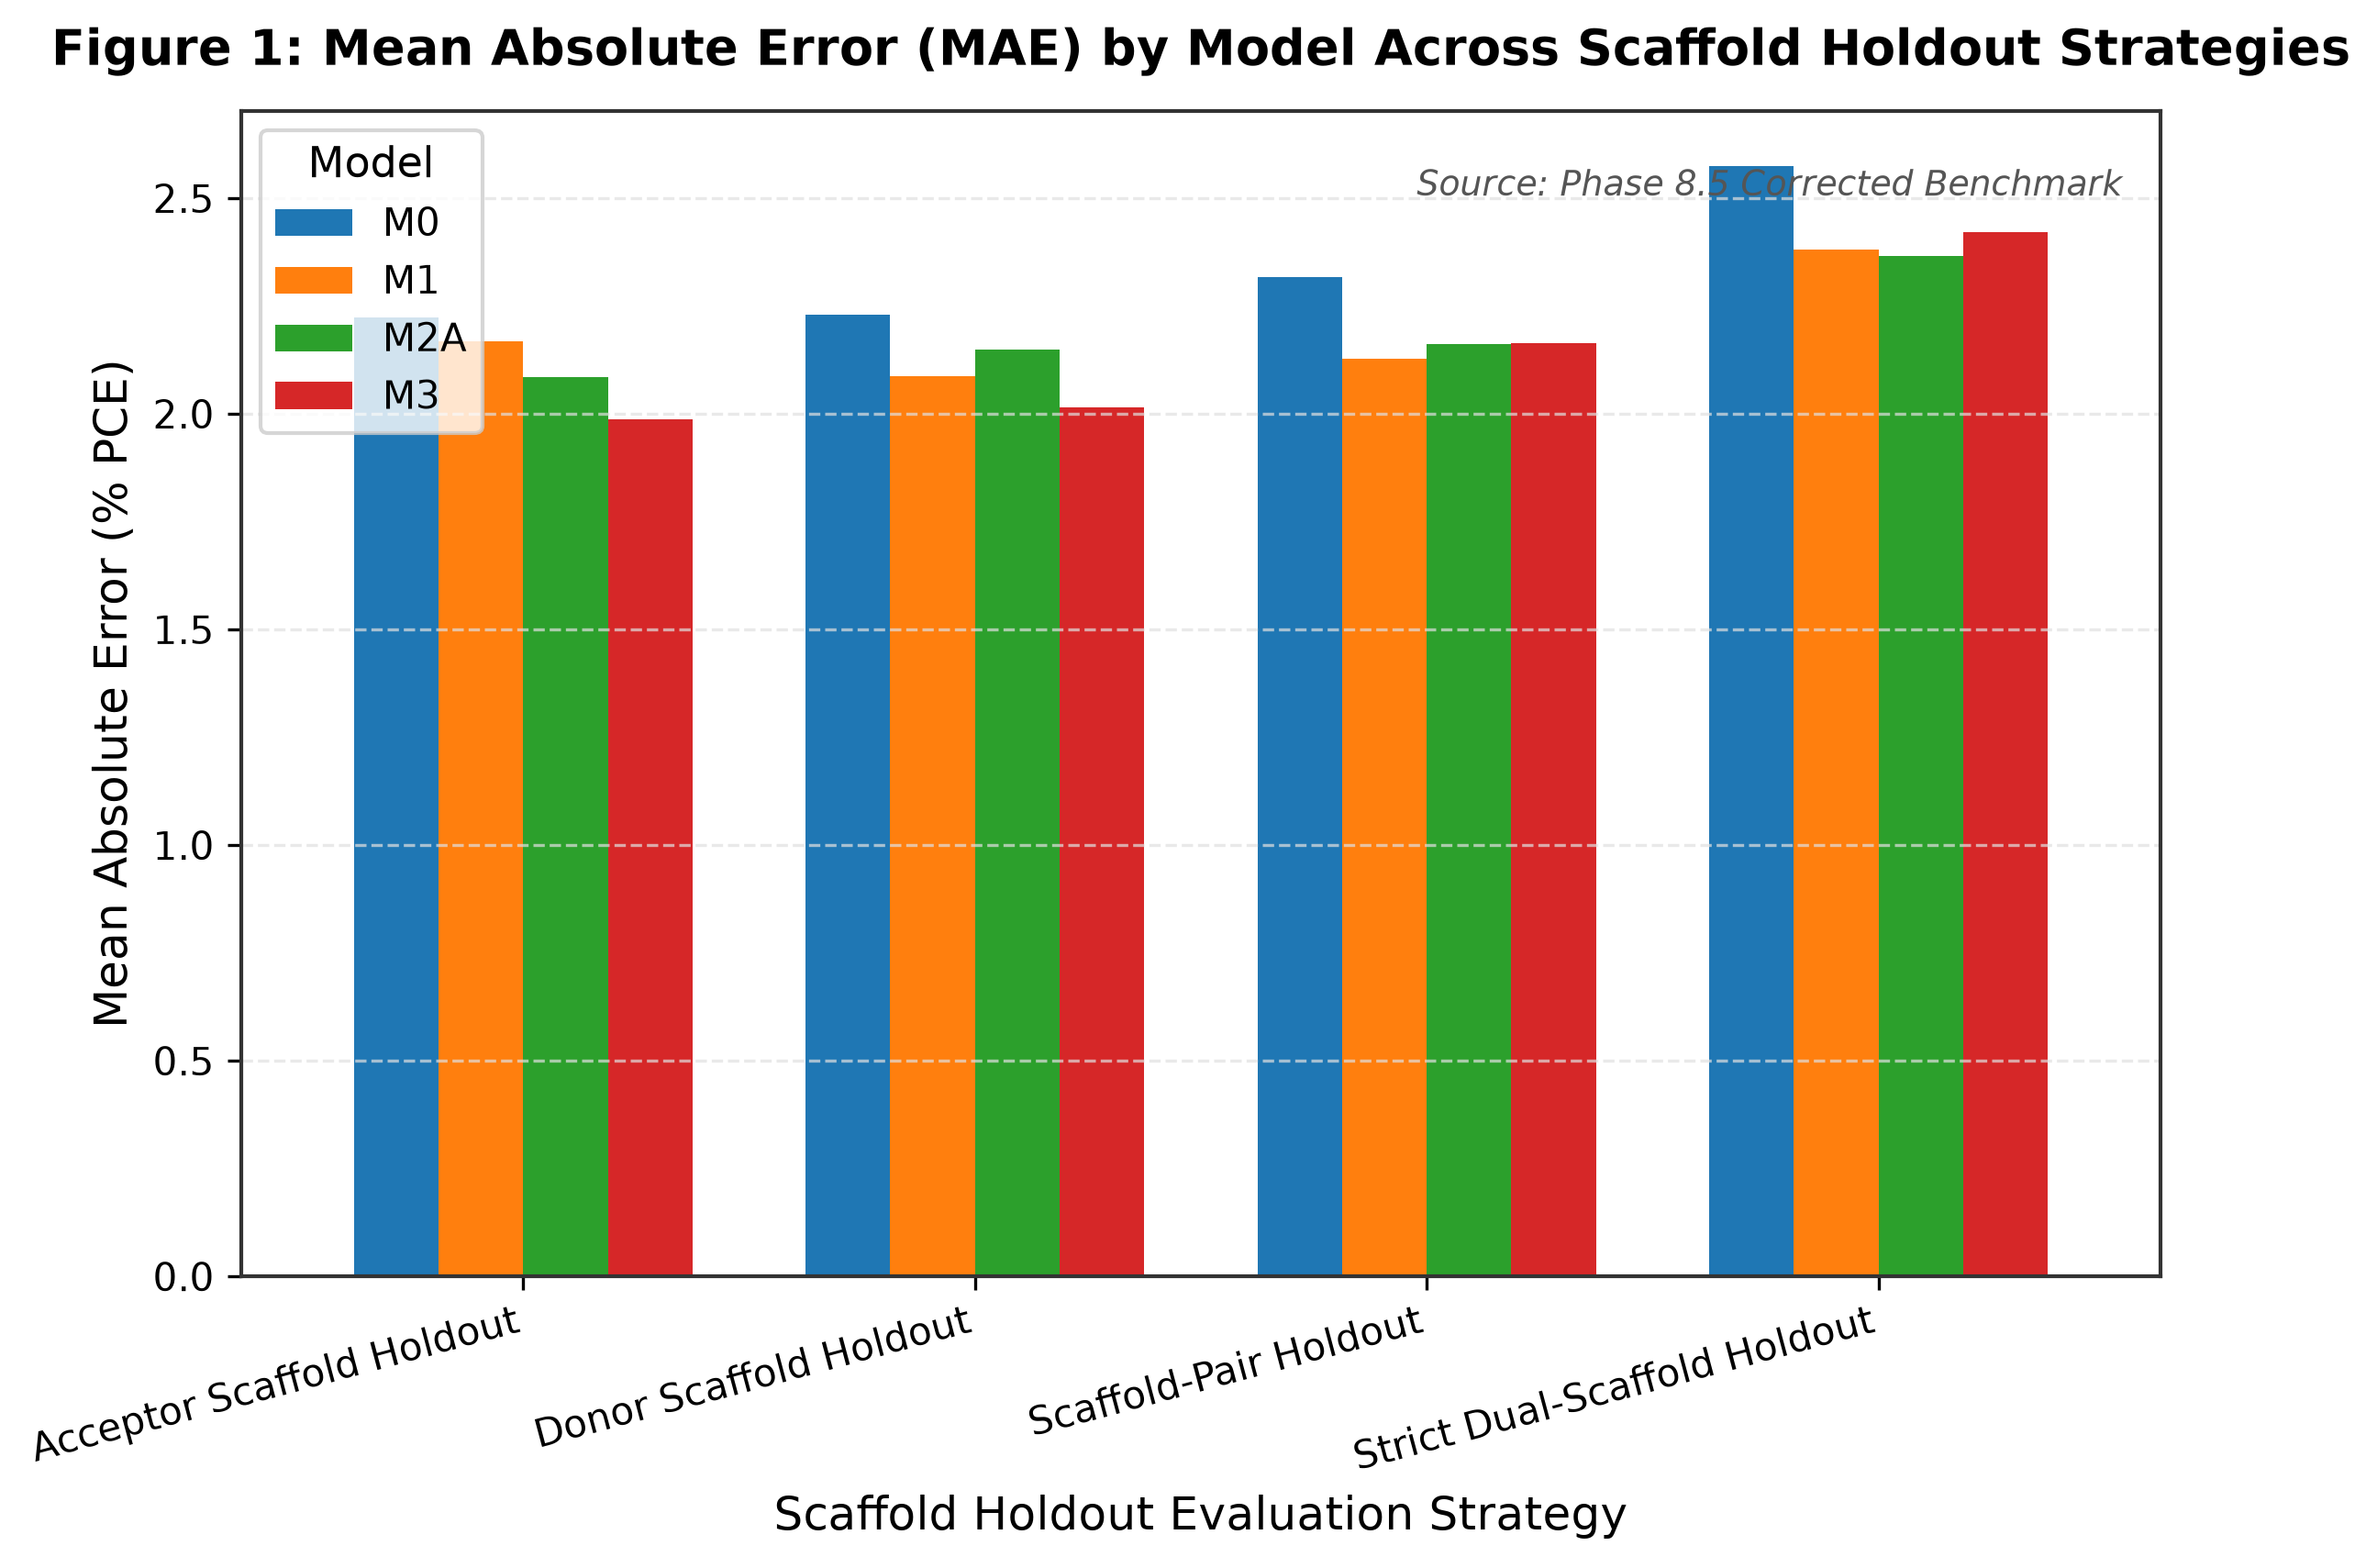 Figure 1: Mean Absolute Error (MAE) by Model Across Scaffold Holdout Strategies
Model
M0
M1
M2A
M3
Source: Phase 8.5 Corrected Benchmark
Mean Absolute Error (% PCE)
2.5
2.0
1.5
1.0
0.5
0.0
Acceptor Scaffold Holdout
Donor Scaffold Holdout
Scaffold-Pair Holdout
Strict Dual-Scaffold Holdout
Scaffold Holdout Evaluation Strategy